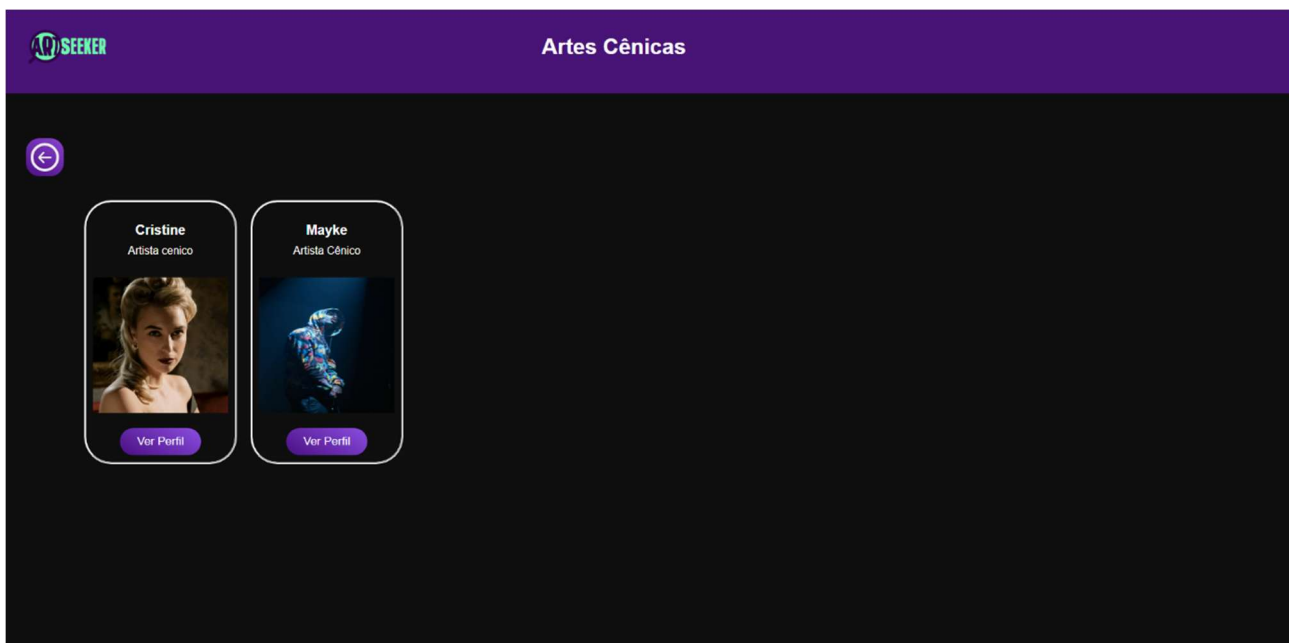 ARTSEEKER
Artes Cênicas
Cristine
Artista cenico
Ver Perfil
Mayke
Artista Cênico
Ver Perfil